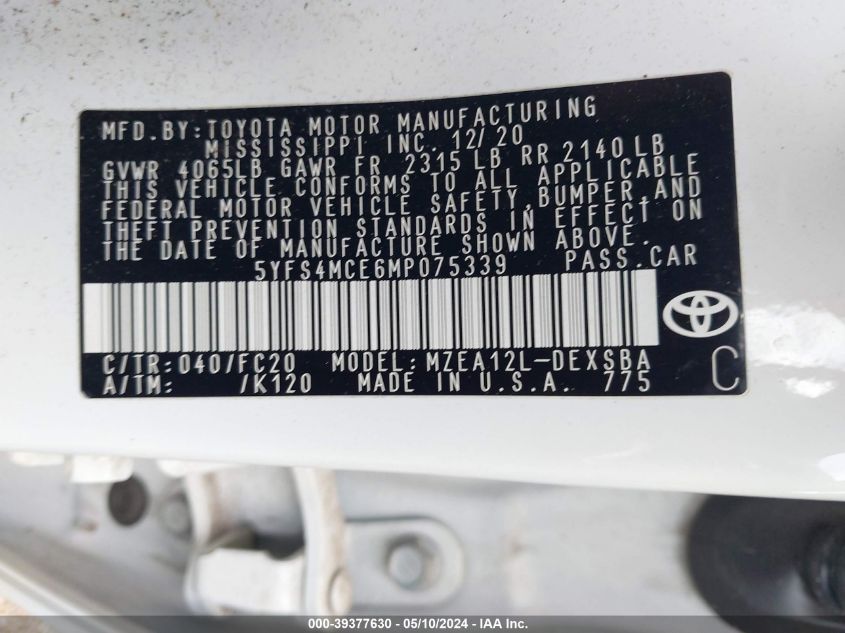 MFD. BY: TOYOTA MOTOR MANUFACTURING
MISSISSIPPI INC. 12/20
GVWR 4065LB GAWR FR 2315 LB RR 2140 LB
THIS VEHICLE CONFORMS TO ALL APPLICABLE
FEDERAL MOTOR VEHICLE SAFETY, BUMPER, AND
THEFT PREVENTION STANDARDS IN EFFECT ON
THE DATE OF MANUFACTURE SHOWN ABOVE.
5YFS4MCE6MP075339 PASS. CAR
C/TR: 040/FC20 MODEL: MZEA12L-DEXSBA
A/TM: /K120 MADE IN U.S.A. 775 C
000-39377630 - 05/10/2024 - IAA Inc.